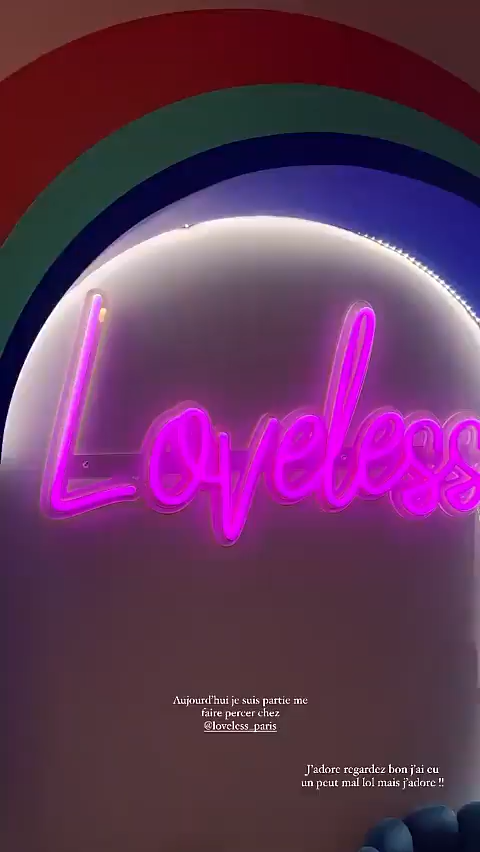 Loveless
Aujourd'hui je suis partie me
faire percer chez
@loveless_paris
J'adore regardez bon j'ai eu
un peut mal lol mais j'adore !!